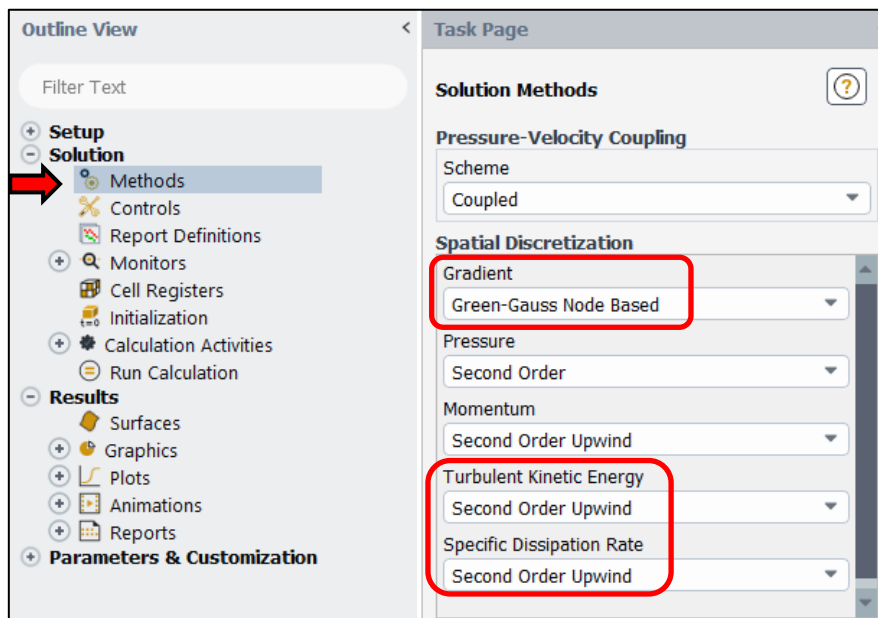 Outline View
<
Filter Text
Setup
Solution
Methods
Controls
Report Definitions
Monitors
Cell Registers
t=0
Initialization
Calculation Activities
Run Calculation
Results
Surfaces
Graphics
Plots
Animations
Reports
Parameters & Customization
Task Page
Solution Methods
?
Pressure-Velocity Coupling
Scheme
Coupled
Spatial Discretization
Gradient
Green-Gauss Node Based
Pressure
Second Order
Momentum
Second Order Upwind
Turbulent Kinetic Energy
Second Order Upwind
Specific Dissipation Rate
Second Order Upwind